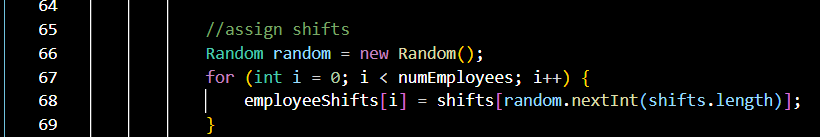 64
65 //assign shifts
66 Random random = new Random();
67 for (int i = 0; i < numEmployees; i++) {
68 employeeShifts[i] = shifts[random.nextInt(shifts.length)];
69 }